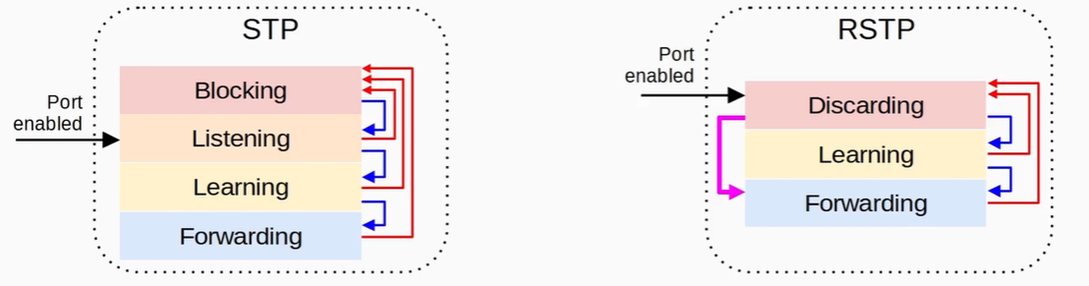 STP
Port
enabled
Blocking
Listening
Learning
Forwarding
RSTP
Port
enabled
Discarding
Learning
Forwarding